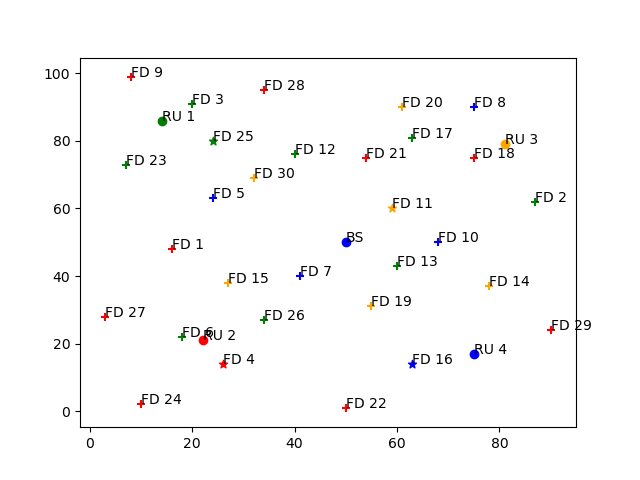 FD 9
FD 28
FD 3
FD 20
FD 8
RU 1
FD 25
FD 17
RU 3
FD 12
FD 21
FD 18
FD 23
FD 30
FD 5
FD 2
FD 11
FD 1
BS
FD 10
FD 13
FD 7
FD 15
FD 14
FD 19
FD 27
FD 26
FD 29
FD 6
RU 2
RU 4
FD 4
FD 16
FD 24
FD 22
100
80
60
40
20
0
0
20
40
60
80